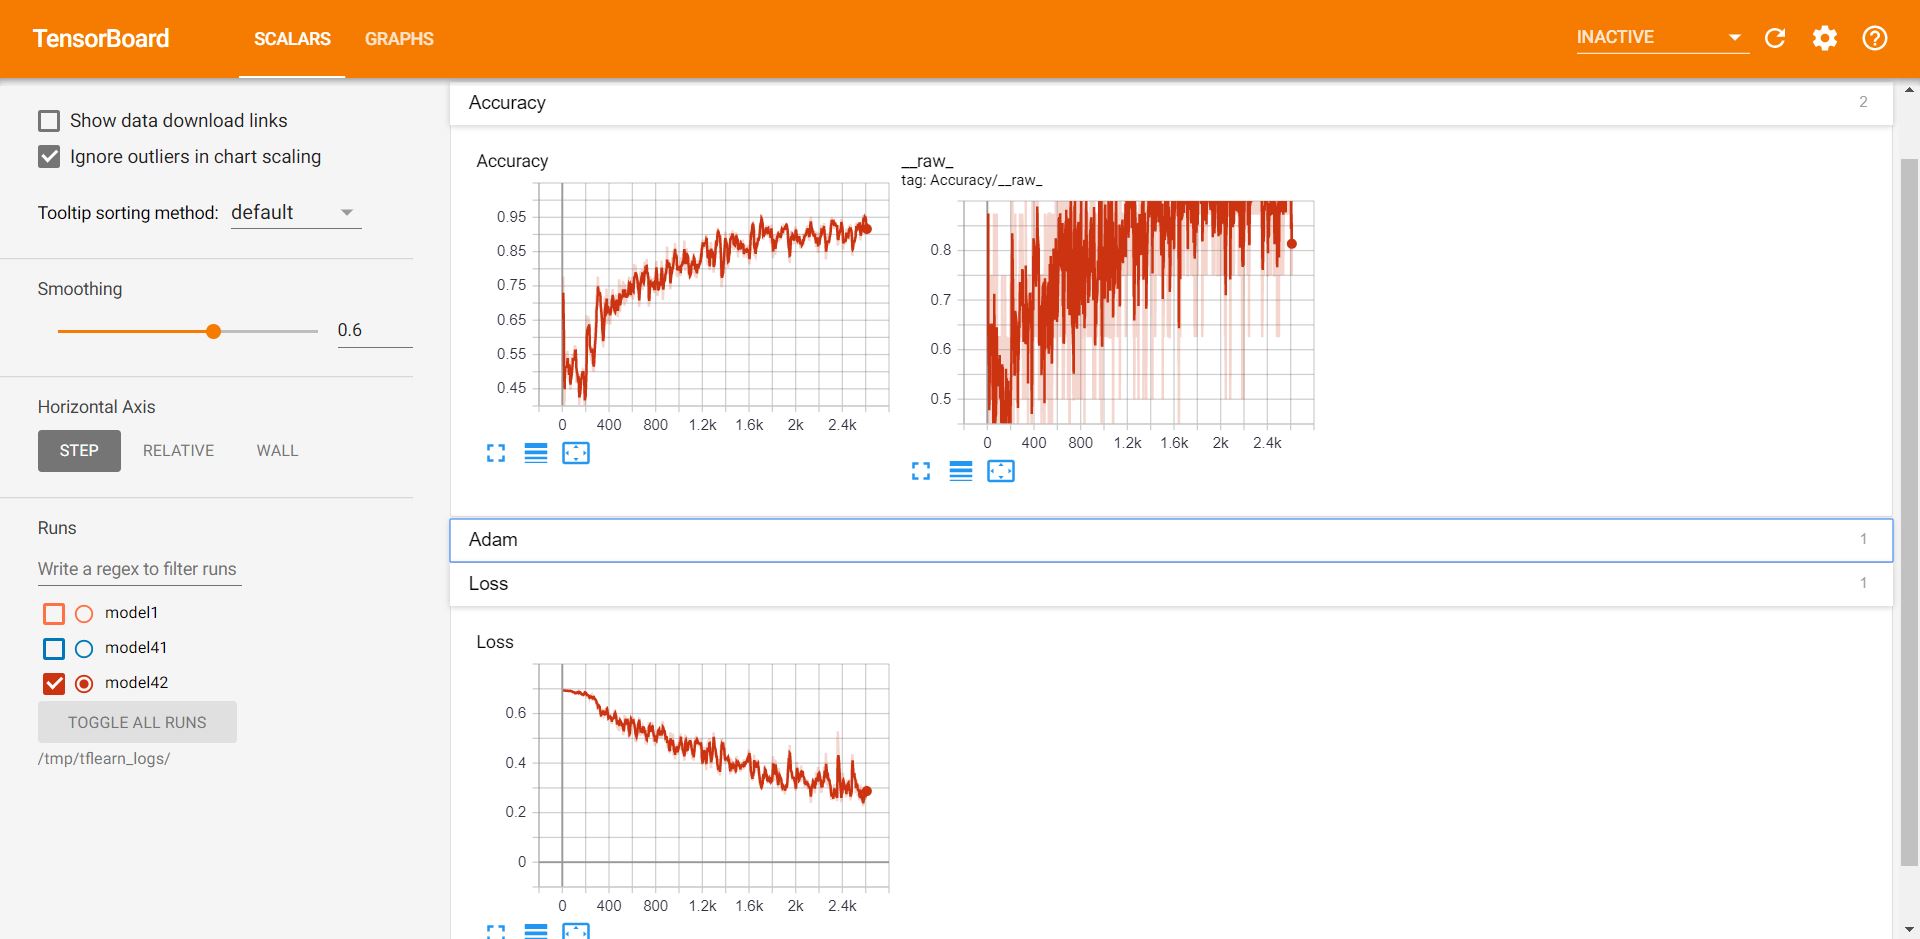 TensorBoard
SCALARS
GRAPHS
INACTIVE
Show data download links
Ignore outliers in chart scaling
Tooltip sorting method: default
Smoothing
0.6
Horizontal Axis
STEP
RELATIVE
WALL
Runs
Write a regex to filter runs
model1
model41
model42
TOGGLE ALL RUNS
/tmp/tflearn_logs/
Accuracy
2
Accuracy
0.95
0.85
0.75
0.65
0.55
0.45
0 400 800 1.2k 1.6k 2k 2.4k
__raw_
tag: Accuracy/__raw_
0.8
0.7
0.6
0.5
0 400 800 1.2k 1.6k 2k 2.4k
Adam
1
Loss
1
Loss
0.6
0.4
0.2
0
0 400 800 1.2k 1.6k 2k 2.4k